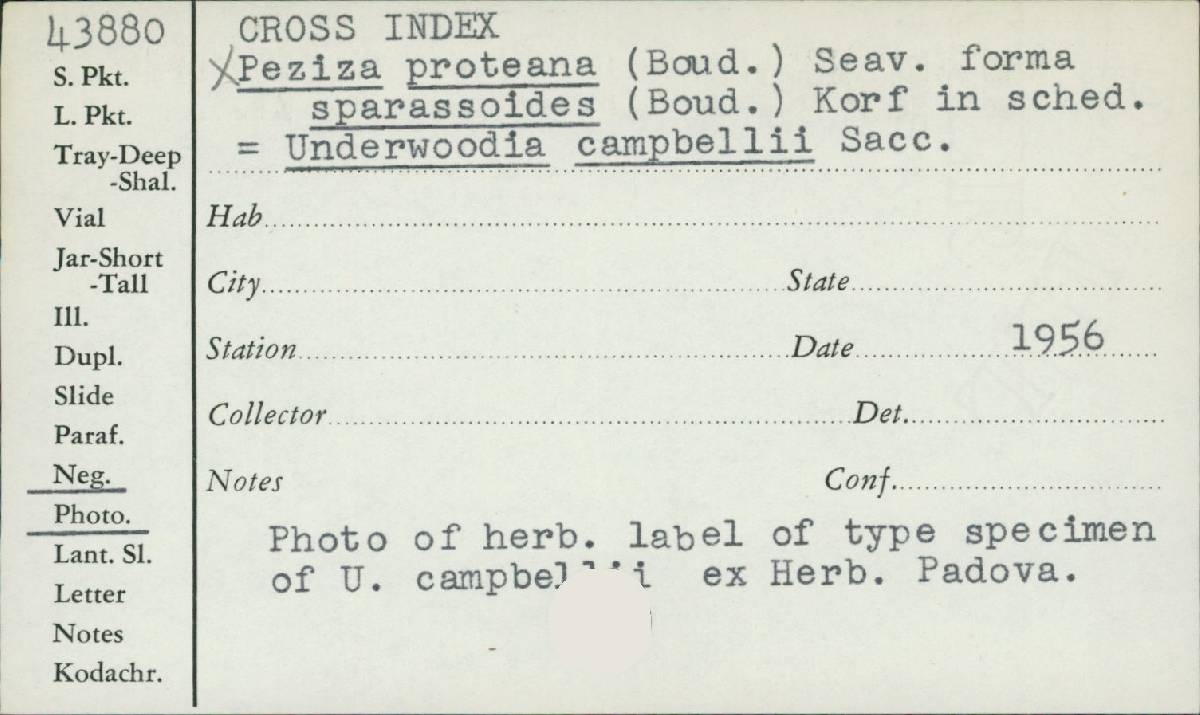 43880
S. Pkt.
L. Pkt.
Tray-Deep
-Shal.
Vial
Jar-Short
-Tall
Ill.
Dupl.
Slide
Paraf.
Neg.
Photo.
Lant. Sl.
Letter
Notes
Kodachr.
CROSS INDEX
XPeziza proteana (Boud.) Seav. forma
sparassoides (Boud.) Korf in sched.
= Underwoodia campbellii Sacc.
Hab
City State
Station Date 1956
Collector Det.
Notes Conf.
Photo of herb. label of type specimen
of U. campbellii ex Herb. Padova.